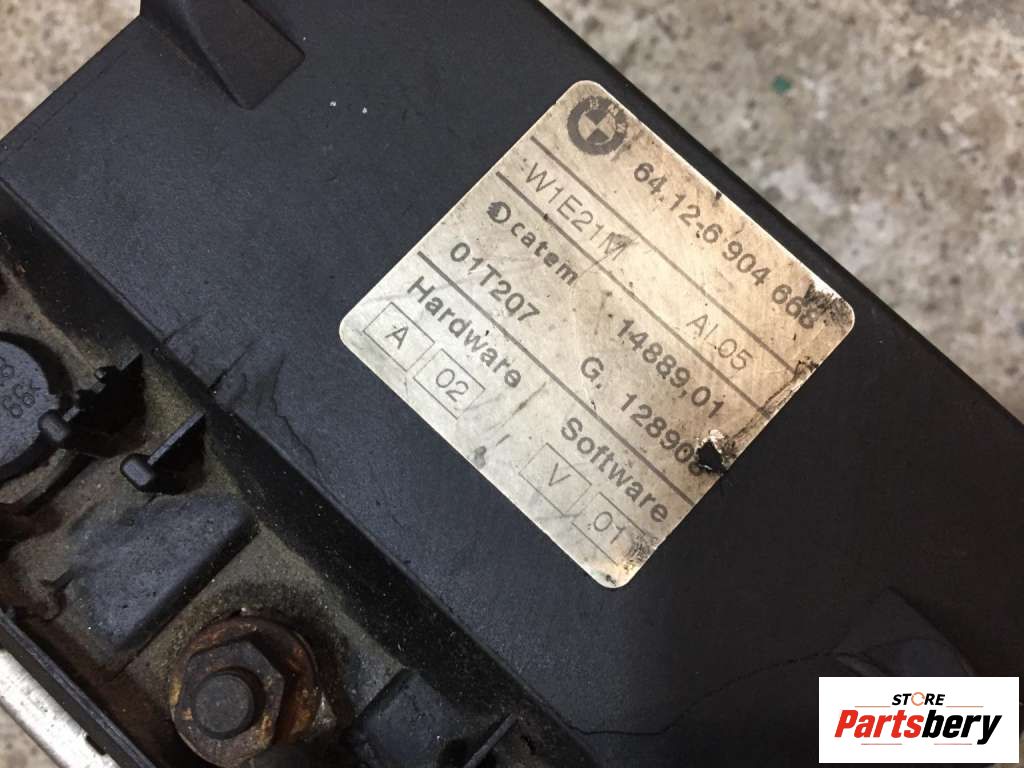 BMW
64.12-6 904 668
W1E21M AI.05
catem 14889,01
01T207 G. 128908
Hardware Software
A 02 V 01
STORE
Partsbery